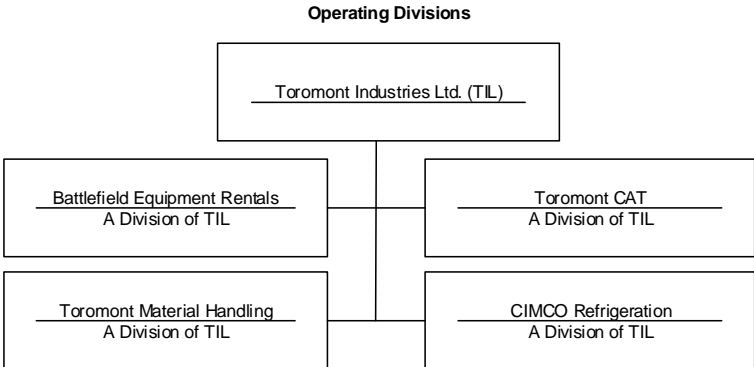 Operating Divisions
Toromont Industries Ltd. (TIL)
Battlefield Equipment Rentals
A Division of TIL
Toromont CAT
A Division of TIL
Toromont Material Handling
A Division of TIL
CIMCO Refrigeration
A Division of TIL